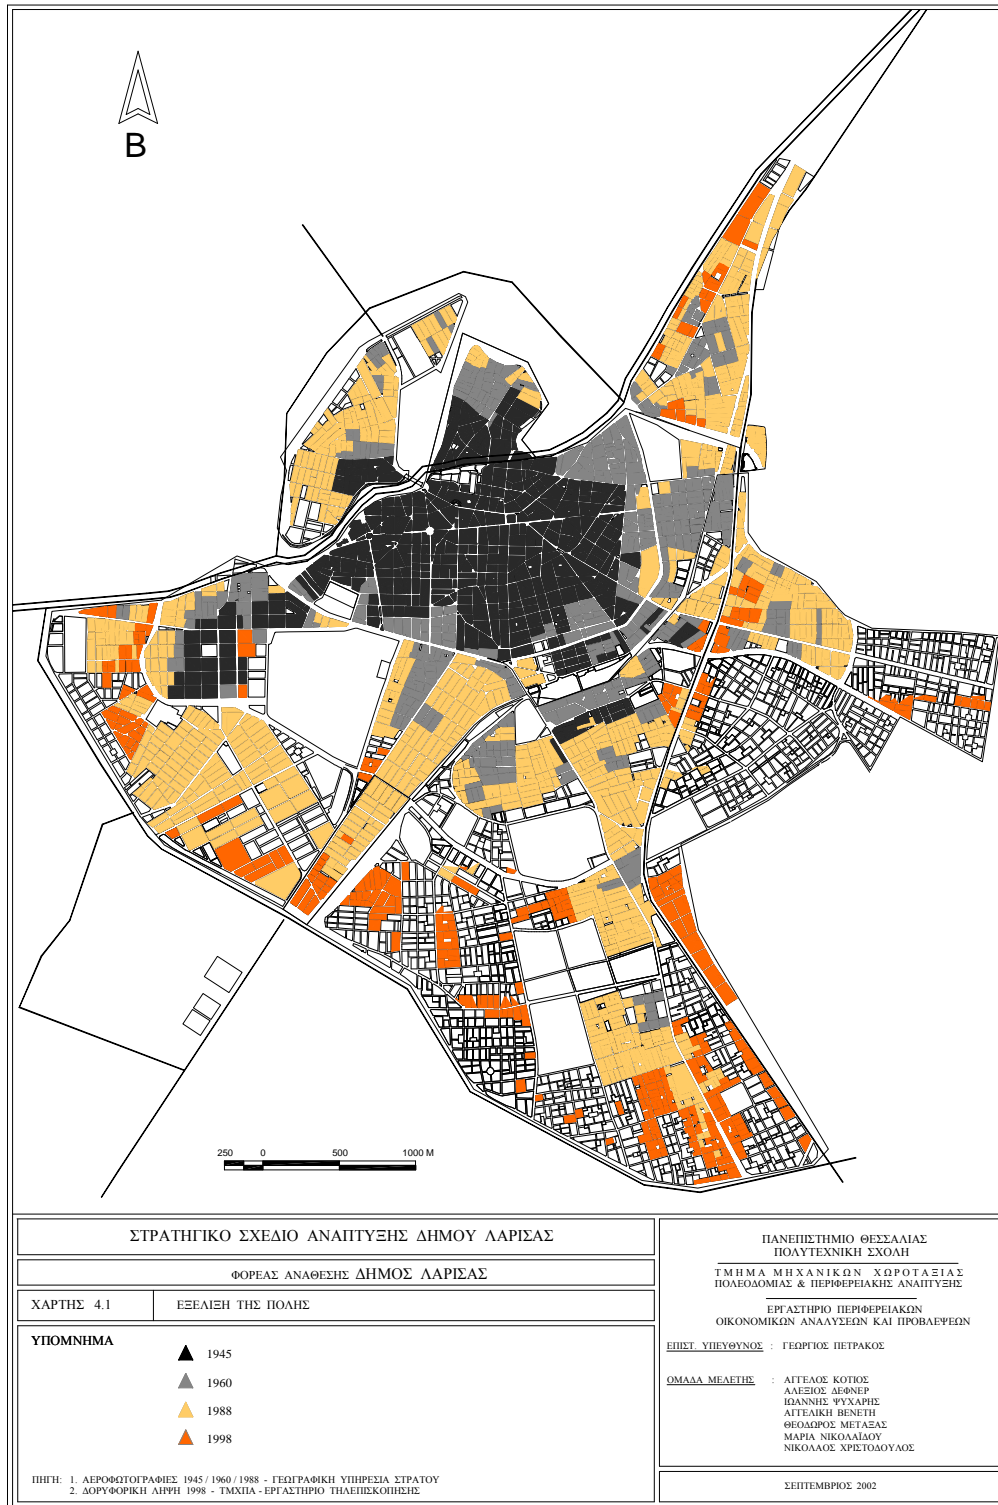 Β
250 0 500 1000 Μ
ΣΤΡΑΤΗΓΙΚΟ ΣΧΕΔΙΟ ΑΝΑΠΤΥΞΗΣ ΔΗΜΟΥ ΛΑΡΙΣΑΣ
ΦΟΡΕΑΣ ΑΝΑΘΕΣΗΣ ΔΗΜΟΣ ΛΑΡΙΣΑΣ
ΧΑΡΤΗΣ 4.1 ΕΞΕΛΙΞΗ ΤΗΣ ΠΟΛΗΣ
ΥΠΟΜΝΗΜΑ
1945
1960
1988
1998
ΠΗΓΗ: 1. ΑΕΡΟΦΩΤΟΓΡΑΦΙΕΣ 1945 / 1960 / 1988 - ΓΕΩΓΡΑΦΙΚΗ ΥΠΗΡΕΣΙΑ ΣΤΡΑΤΟΥ
2. ΔΟΡΥΦΟΡΙΚΗ ΛΗΨΗ 1998 - ΤΜΧΠΑ - ΕΡΓΑΣΤΗΡΙΟ ΤΗΛΕΠΙΣΚΟΠΗΣΗΣ
ΠΑΝΕΠΙΣΤΗΜΙΟ ΘΕΣΣΑΛΙΑΣ
ΠΟΛΥΤΕΧΝΙΚΗ ΣΧΟΛΗ
ΤΜΗΜΑ ΜΗΧΑΝΙΚΩΝ ΧΩΡΟΤΑΞΙΑΣ
ΠΟΛΕΟΔΟΜΙΑΣ & ΠΕΡΙΦΕΡΕΙΑΚΗΣ ΑΝΑΠΤΥΞΗΣ
ΕΡΓΑΣΤΗΡΙΟ ΠΕΡΙΦΕΡΕΙΑΚΩΝ
ΟΙΚΟΝΟΜΙΚΩΝ ΑΝΑΛΥΣΕΩΝ ΚΑΙ ΠΡΟΒΛΕΨΕΩΝ
ΕΠΙΣΤ. ΥΠΕΥΘΥΝΟΣ : ΓΕΩΡΓΙΟΣ ΠΕΤΡΑΚΟΣ
ΟΜΑΔΑ ΜΕΛΕΤΗΣ : ΑΓΓΕΛΟΣ ΚΟΤΙΟΣ
ΑΛΕΞΙΟΣ ΔΕΦΝΕΡ
ΙΩΑΝΝΗΣ ΨΥΧΑΡΗΣ
ΑΓΓΕΛΙΚΗ ΒΕΝΕΤΗ
ΘΕΟΔΩΡΟΣ ΜΕΤΑΞΑΣ
ΜΑΡΙΑ ΝΙΚΟΛΑΪΔΟΥ
ΝΙΚΟΛΑΟΣ ΧΡΙΣΤΟΔΟΥΛΟΣ
ΣΕΠΤΕΜΒΡΙΟΣ 2002